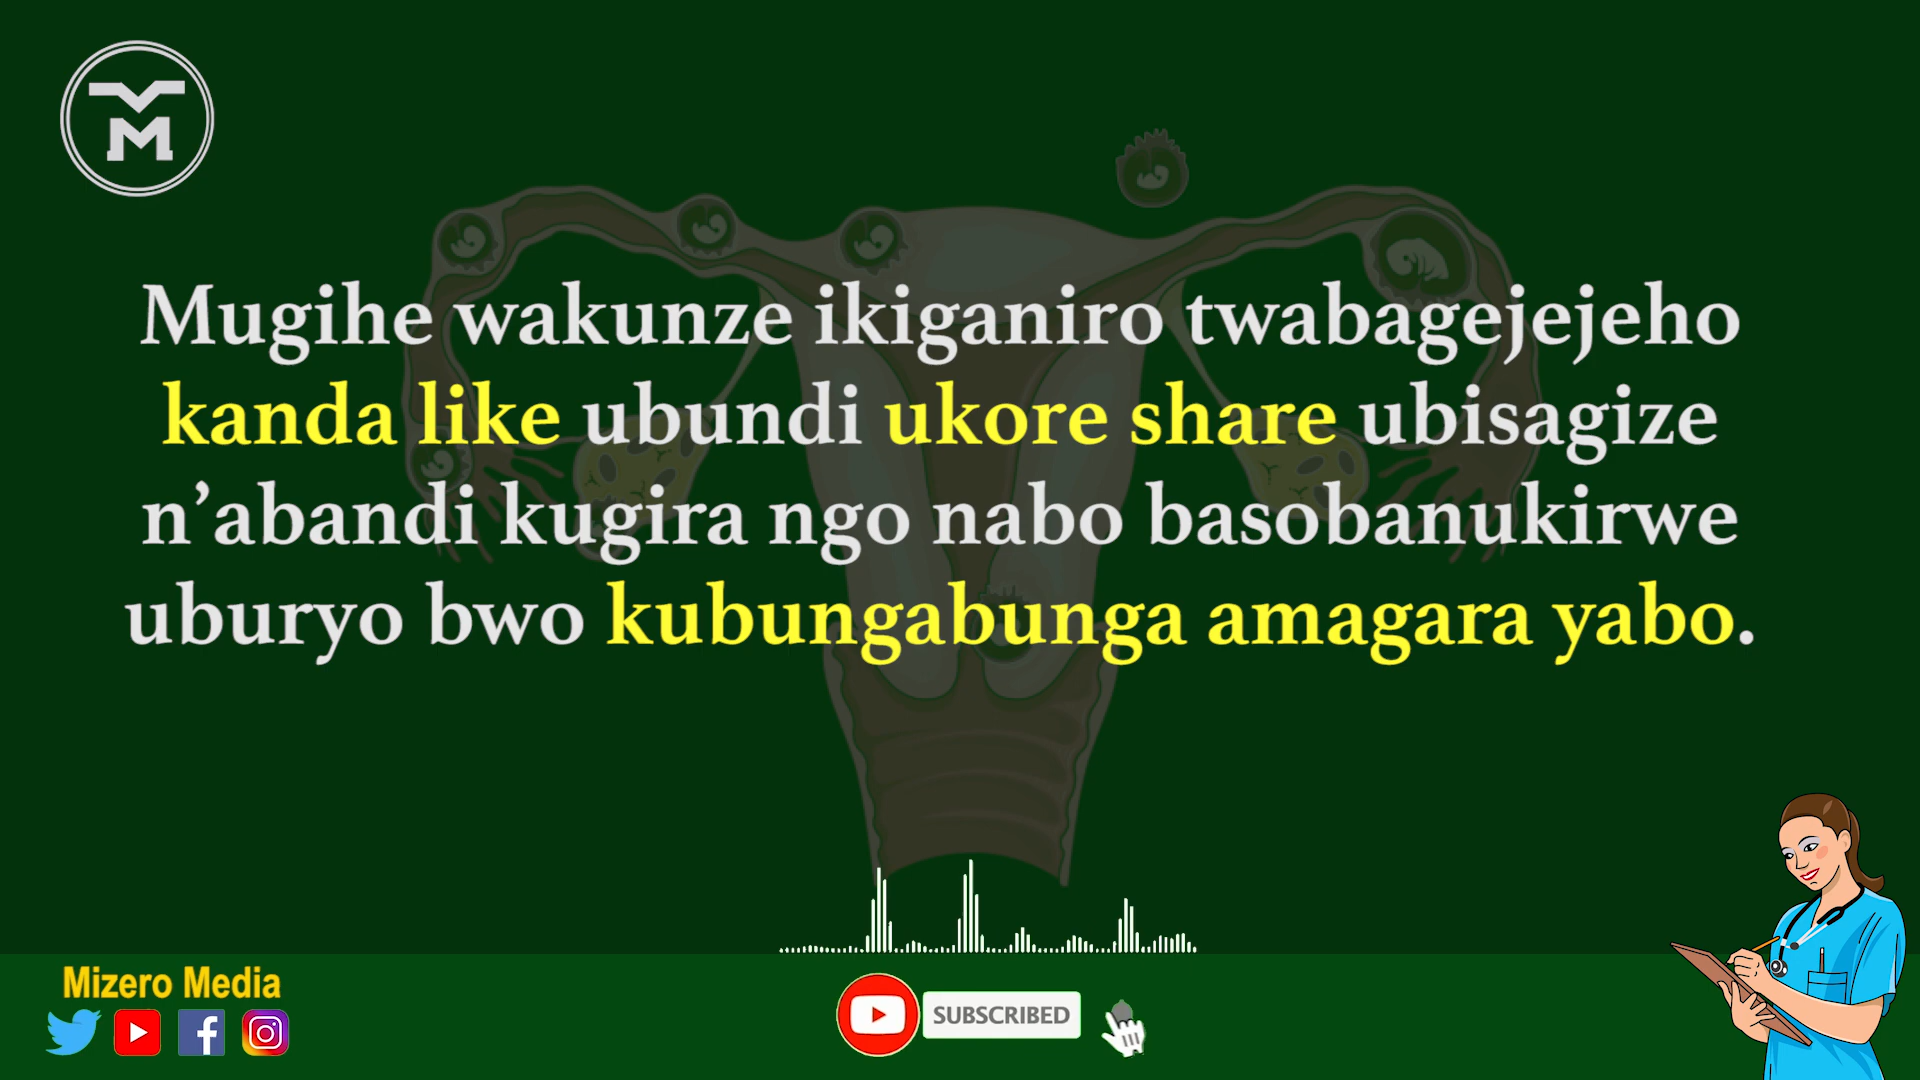 Mugihe wakunze ikiganiro twabagejejeho
kanda like ubundi ukore share ubisagize
n’abandi kugira ngo nabo basobanukirwe
uburyo bwo kubungabunga amagara yabo.
Mizero Media
SUBSCRIBED